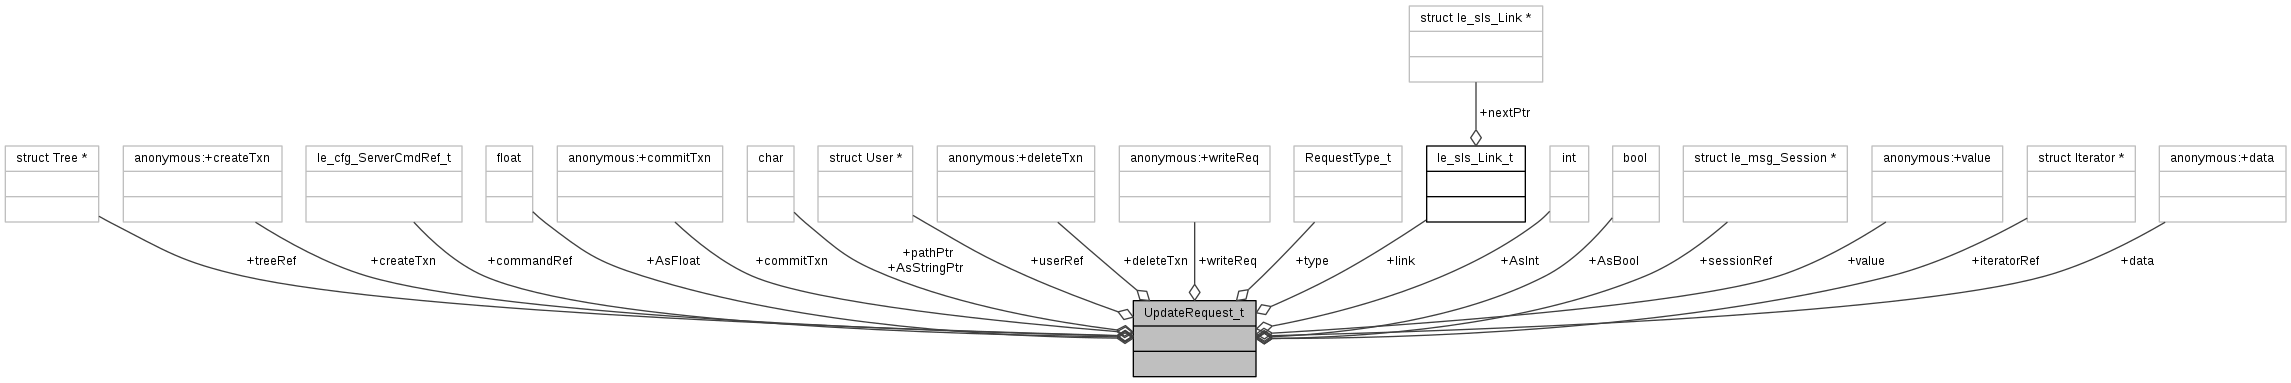 struct le_sls_Link *
+nextPtr
struct Tree *
anonymous:+createTxn
le_cfg_ServerCmdRef_t
float
anonymous:+commitTxn
char
struct User *
anonymous:+deleteTxn
anonymous:+writeReq
RequestType_t
le_sls_Link_t
int
bool
struct le_msg_Session *
anonymous:+value
struct Iterator *
anonymous:+data
+treeRef
+createTxn
+commandRef
+AsFloat
+commitTxn
+pathPtr
+AsStringPtr
+userRef
+deleteTxn
+writeReq
+type
+link
+AsInt
+AsBool
+sessionRef
+value
+iteratorRef
+data
UpdateRequest_t